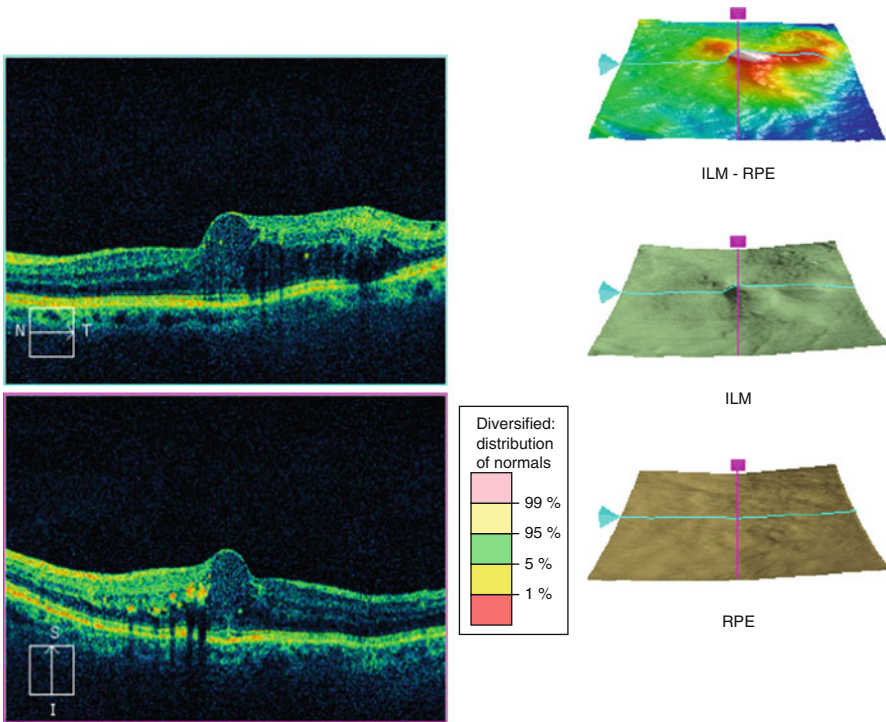 N
T
S
I
Diversified:
distribution
of normals
99 %
95 %
5 %
1 %
ILM - RPE
ILM
RPE